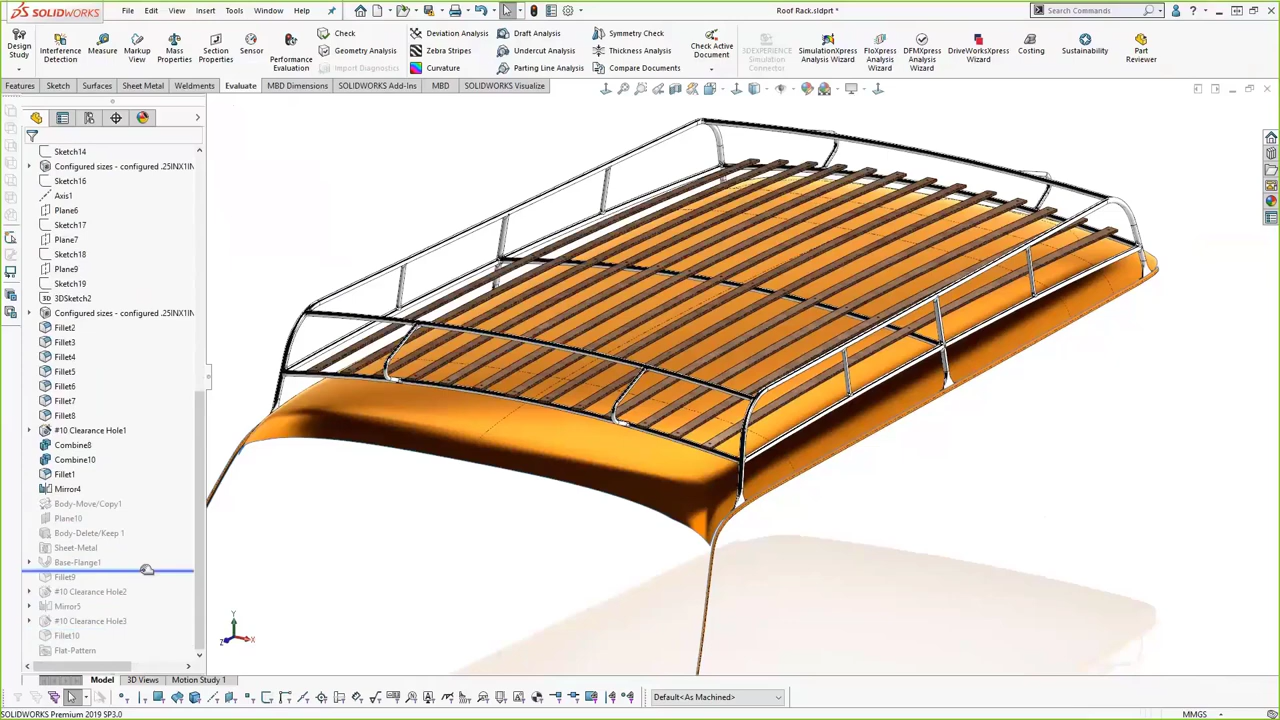 SOLIDWORKS File Edit View Insert Tools Window Help Roof Rack.sldprt * Search Commands
Design Study
Interference Detection
Measure
Markup View
Mass Properties
Section Properties
Sensor
Performance Evaluation
Check
Geometry Analysis
Import Diagnostics
Deviation Analysis
Zebra Stripes
Curvature
Draft Analysis
Undercut Analysis
Parting Line Analysis
Symmetry Check
Thickness Analysis
Compare Documents
Check Active Document
3DEXPERIENCE Simulation Connector
SimulationXpress Analysis Wizard
FloXpress Analysis Wizard
DFMXpress Analysis Wizard
DriveWorksXpress Wizard
Costing
Sustainability
Part Reviewer
Features Sketch Surfaces Sheet Metal Weldments Evaluate MBD Dimensions SOLIDWORKS Add-Ins MBD SOLIDWORKS Visualize
Sketch14
Configured sizes - configured .25INX1IN
Sketch16
Axis1
Plane6
Sketch17
Plane7
Sketch18
Plane9
Sketch19
3D 3DSketch2
Configured sizes - configured .25INX1IN
Fillet2
Fillet3
Fillet4
Fillet5
Fillet6
Fillet7
Fillet8
#10 Clearance Hole1
Combine8
Combine10
Fillet1
Mirror4
Body-Move/Copy1
Plane10
Body-Delete/Keep 1
Sheet-Metal
Base-Flange1
Fillet9
#10 Clearance Hole2
Mirror5
#10 Clearance Hole3
Fillet10
Flat-Pattern
Y
Z X
Model 3D Views Motion Study 1
Default<As Machined>
SOLIDWORKS Premium 2019 SP3.0 MMGS